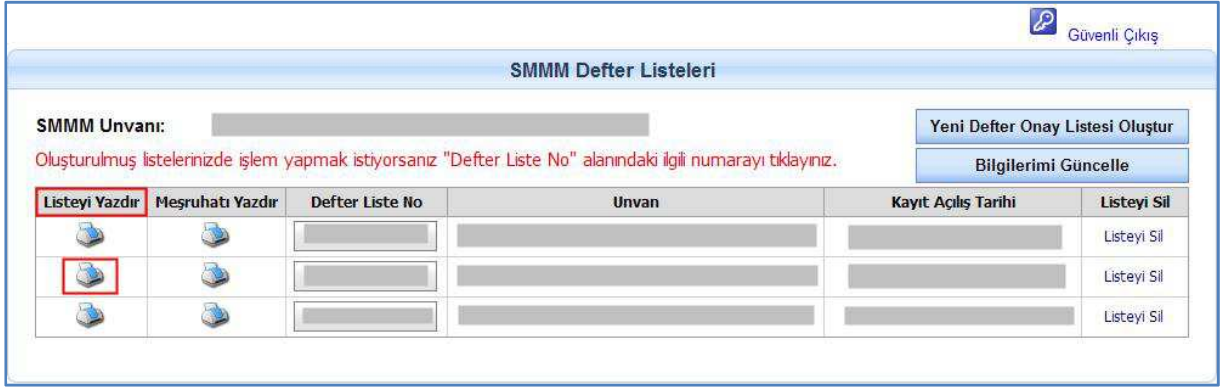 Güvenli Çıkış
SMMM Defter Listeleri
SMMM Unvanı:
Yeni Defter Onay Listesi Oluştur
Oluşturulmuş listelerinizde işlem yapmak istiyorsanız "Defter Liste No" alanındaki ilgili numarayı tıklayınız.
Bilgilerimi Güncelle
Listeyi Yazdır Meşruhatı Yazdır Defter Liste No Unvan Kayıt Açılış Tarihi Listeyi Sil
Listeyi Sil
Listeyi Sil
Listeyi Sil